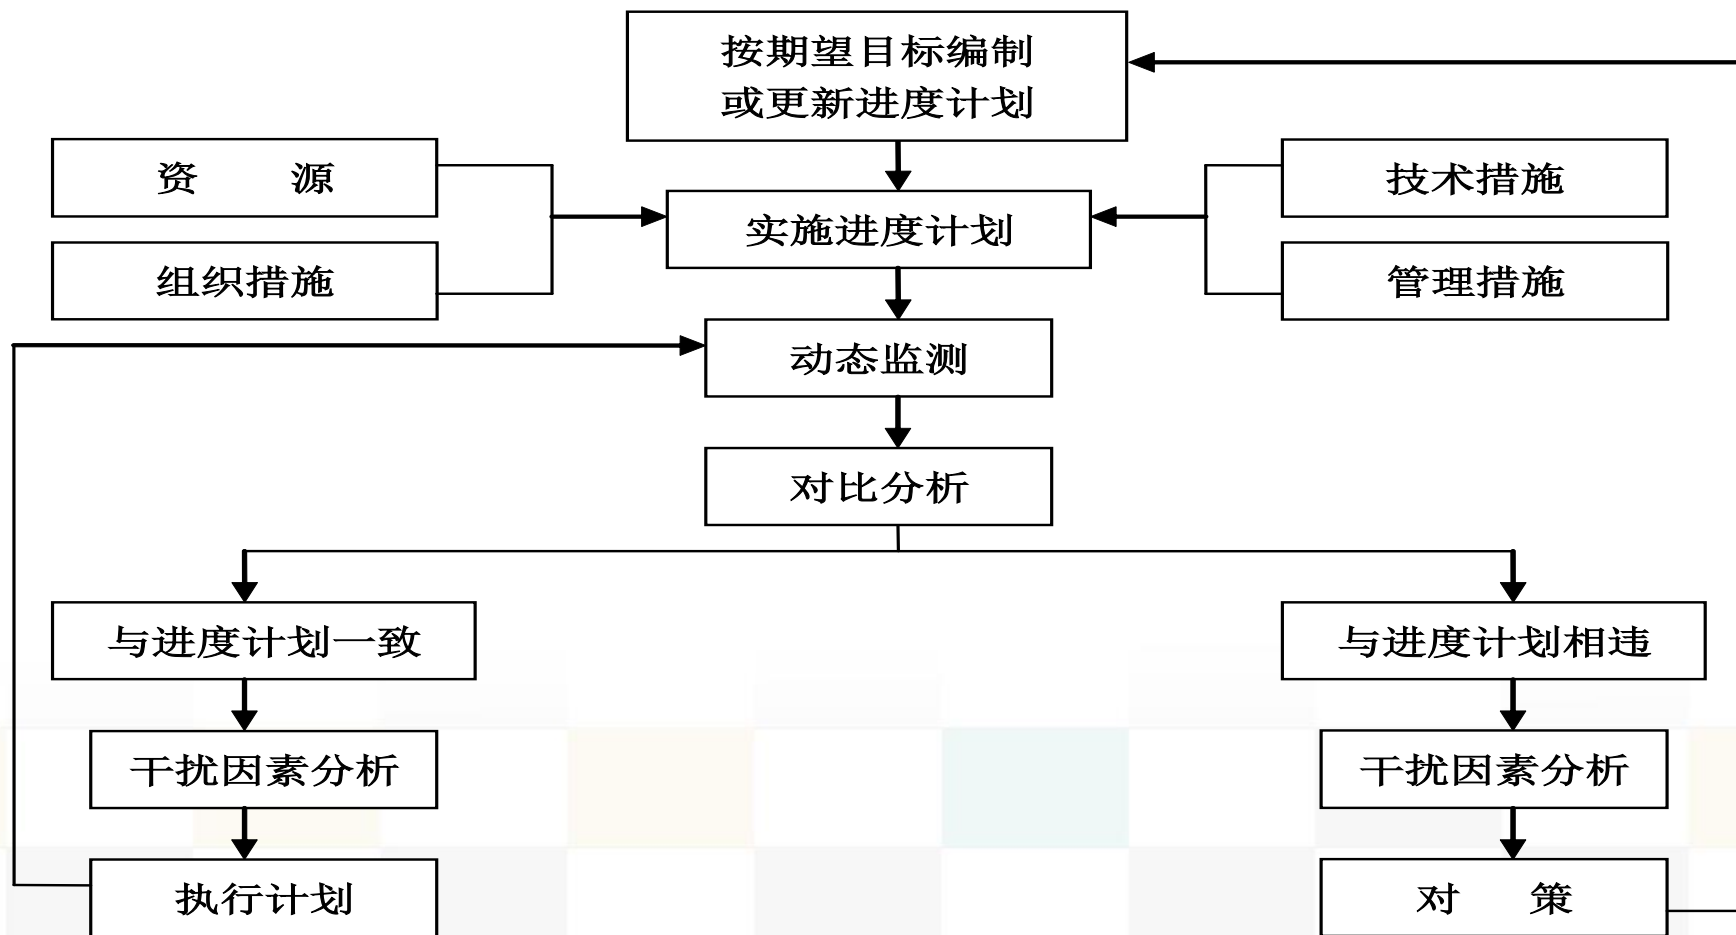 按期望目标编制
或更新进度计划
资 源
技术措施
实施进度计划
组织措施
管理措施
动态监测
对比分析
与进度计划一致
与进度计划相违
干扰因素分析
干扰因素分析
执行计划
对 策